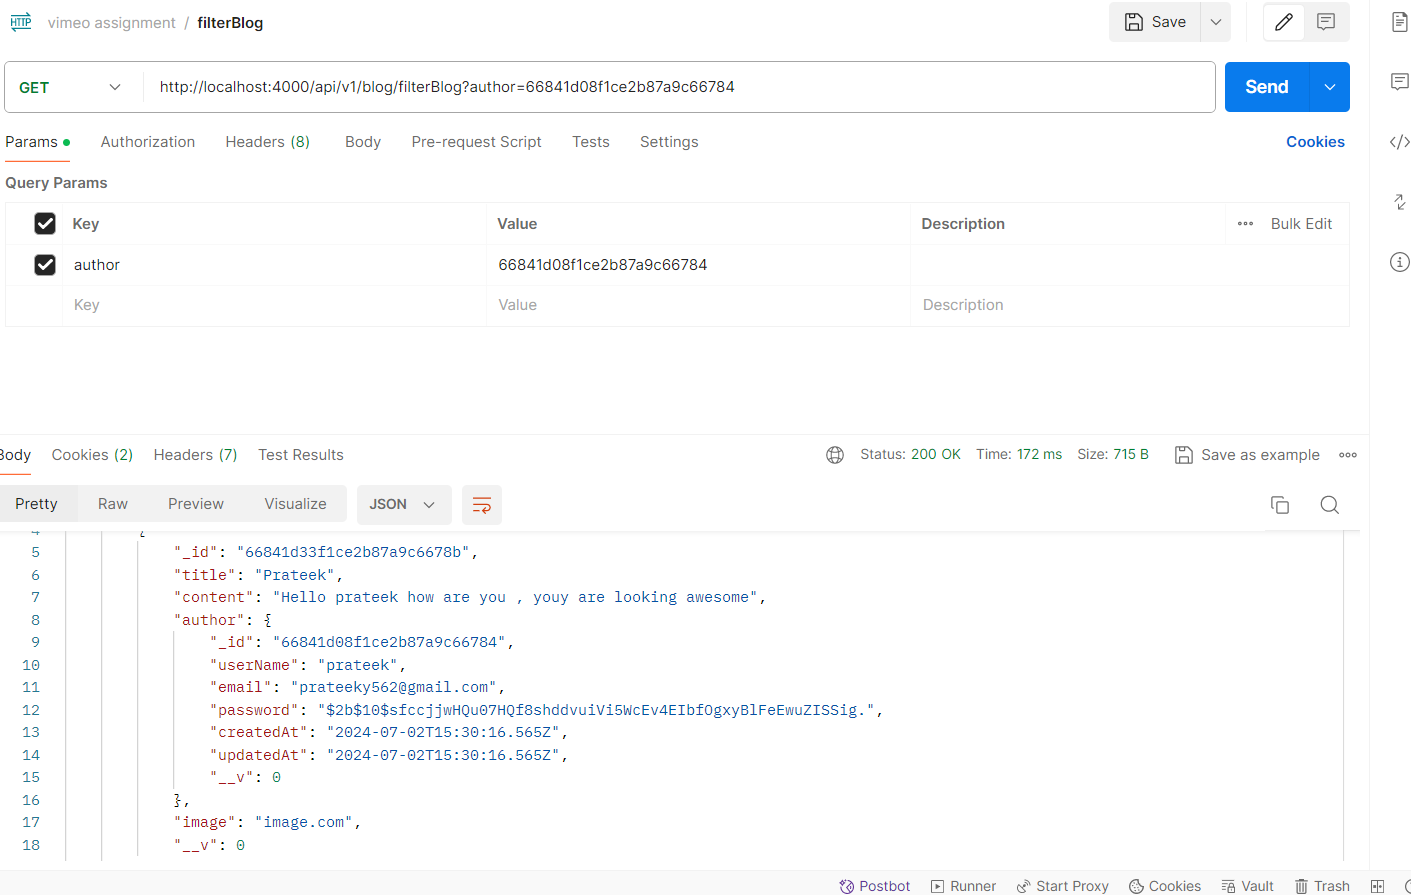 HTTP vimeo assignment / filterBlog Save
GET http://localhost:4000/api/v1/blog/filterBlog?author=66841d08f1ce2b87a9c66784 Send
Params Authorization Headers (8) Body Pre-request Script Tests Settings Cookies
Query Params
Key Value Description Bulk Edit
author 66841d08f1ce2b87a9c66784
Key Value Description
Body Cookies (2) Headers (7) Test Results Status: 200 OK Time: 172 ms Size: 715 B Save as example
Pretty Raw Preview Visualize JSON
4 {
5 "_id": "66841d33f1ce2b87a9c6678b",
6 "title": "Prateek",
7 "content": "Hello prateek how are you , youy are looking awesome",
8 "author": {
9 "_id": "66841d08f1ce2b87a9c66784",
10 "userName": "prateek",
11 "email": "prateeky562@gmail.com",
12 "password": "$2b$10$sfccjjwHQu07HQf8shddvuiVi5WcEv4EIbfOgxyBlFeEwuZISSig.",
13 "createdAt": "2024-07-02T15:30:16.565Z",
14 "updatedAt": "2024-07-02T15:30:16.565Z",
15 "__v": 0
16 },
17 "image": "image.com",
18 "__v": 0
Postbot Runner Start Proxy Cookies Vault Trash